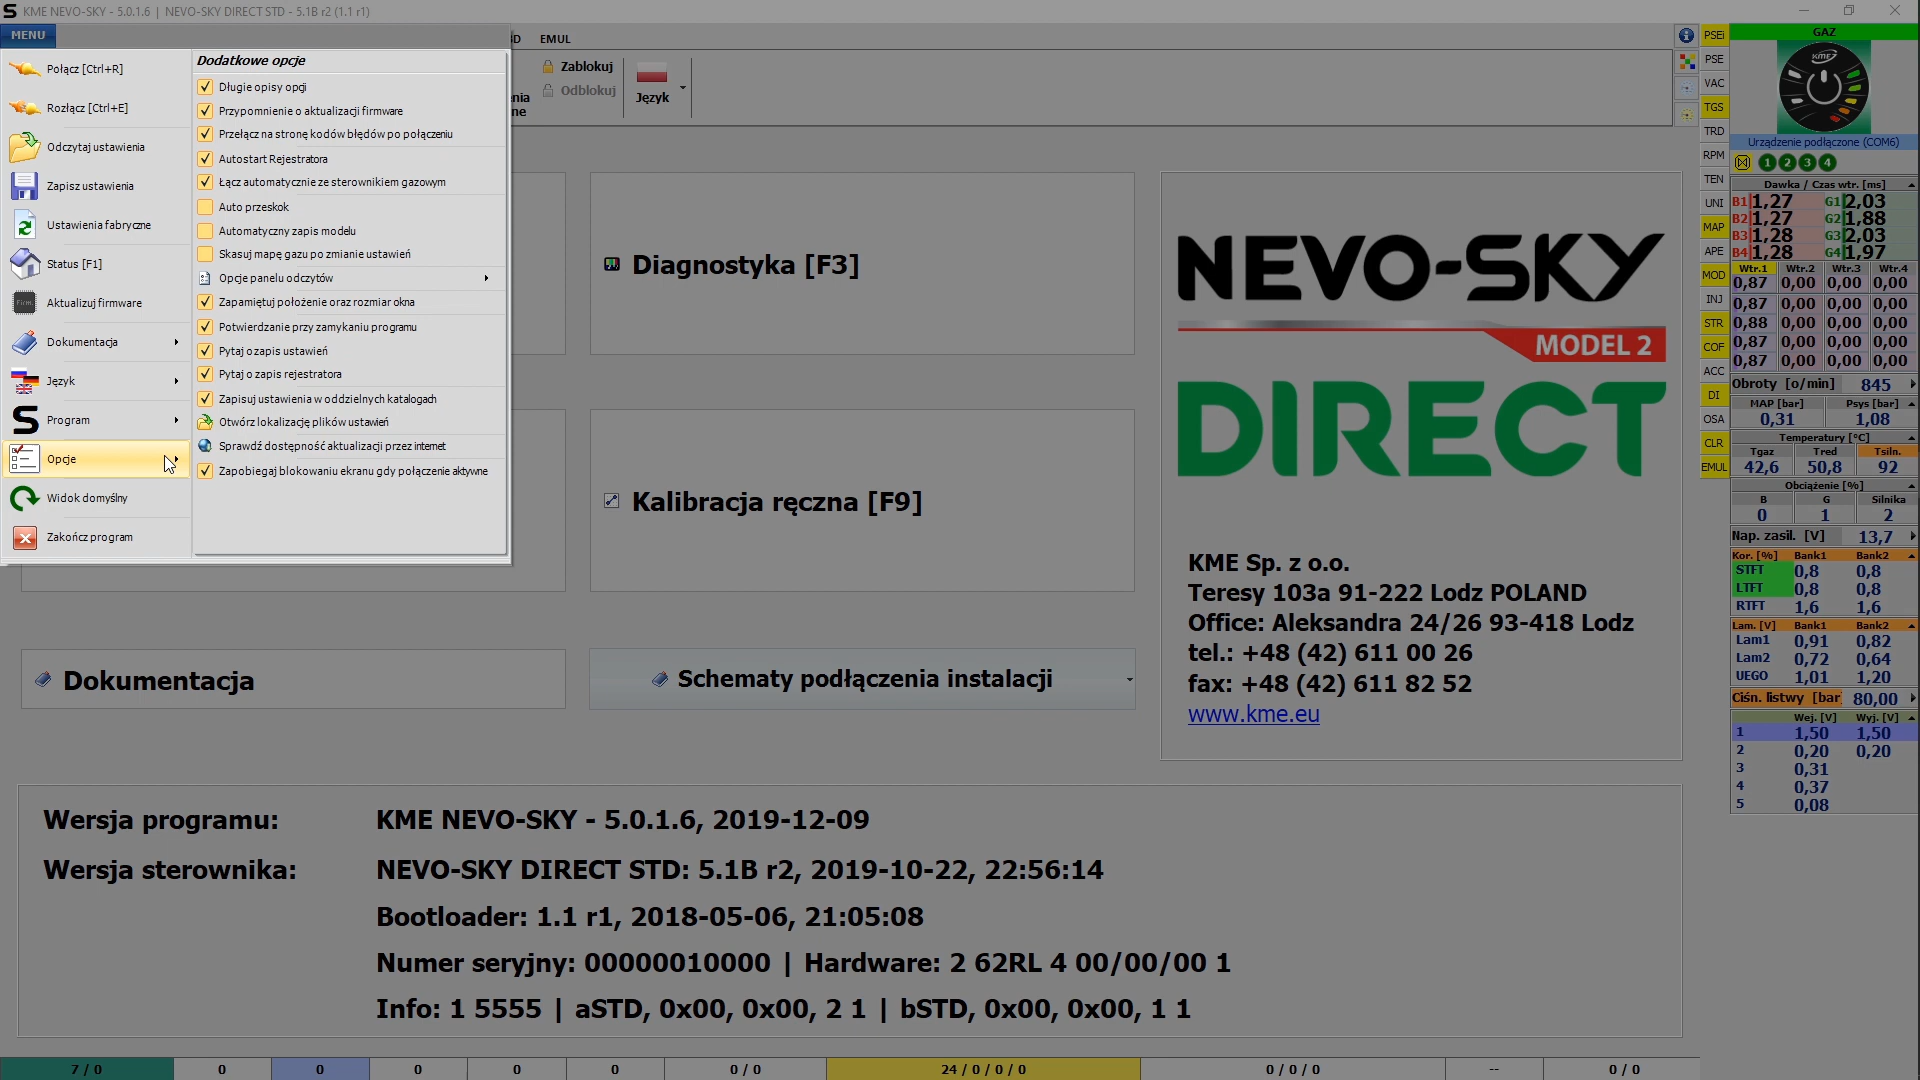 KME NEVO-SKY - 5.0.1.6 | NEVO-SKY DIRECT STD - 5.1B r2 (1.1 r1)
MENU
EMUL
Połącz [Ctrl+R]
Rozłącz [Ctrl+E]
Odczytaj ustawienia
Zapisz ustawienia
Ustawienia fabryczne
Status [F1]
Aktualizuj firmware
Dokumentacja
Język
Program
Opcje
Widok domyślny
Zakończ program
Dodatkowe opcje
Długie opisy opcji
Przypomnienie o aktualizacji firmware
Przełącz na stronę kodów błędów po połączeniu
Autostart Rejestratora
Łącz automatycznie ze sterownikiem gazowym
Auto przeskok
Automatyczny zapis modelu
Skasuj mapę gazu po zmianie ustawień
Opcje panelu odczytów
Zapamiętuj położenie oraz rozmiar okna
Potwierdzanie przy zamykaniu programu
Pytaj o zapis ustawień
Pytaj o zapis rejestratora
Zapisuj ustawienia w oddzielnych katalogach
Otwórz lokalizację plików ustawień
Sprawdź dostępność aktualizacji przez internet
Zapobiegaj blokowaniu ekranu gdy połączenie aktywne
Zablokuj
Odblokuj
Język
Diagnostyka [F3]
Kalibracja ręczna [F9]
Dokumentacja
Schematy podłączenia instalacji
NEVO-SKY
MODEL 2
DIRECT
KME Sp. z o.o.
Teresy 103a 91-222 Lodz POLAND
Office: Aleksandra 24/26 93-418 Lodz
tel.: +48 (42) 611 00 26
fax: +48 (42) 611 82 52
www.kme.eu
Wersja programu: KME NEVO-SKY - 5.0.1.6, 2019-12-09
Wersja sterownika: NEVO-SKY DIRECT STD: 5.1B r2, 2019-10-22, 22:56:14
Bootloader: 1.1 r1, 2018-05-06, 21:05:08
Numer seryjny: 00000010000 | Hardware: 2 62RL 4 00/00/00 1
Info: 1 5555 | aSTD, 0x00, 0x00, 2 1 | bSTD, 0x00, 0x00, 1 1
7 / 0 0 0 0 0 0 0 / 0 24 / 0 / 0 / 0 0 / 0 / 0 -- 0 / 0
PSEi
PSE
VAC
TGS
TRD
RPM
TEN
UNI
MAP
APE
MOD
INJ
STR
COF
ACC
DI
OSA
CLR
EMUL
GAZ
KME
Urządzenie podłączone (COM6)
1 2 3 4
Dawka / Czas wtr. [ms]
B1 1,27 G1 2,03
B2 1,27 G2 1,88
B3 1,28 G3 2,03
B4 1,28 G4 1,97
Wtr.1 Wtr.2 Wtr.3 Wtr.4
0,87 0,00 0,00 0,00
0,87 0,00 0,00 0,00
0,88 0,00 0,00 0,00
0,87 0,00 0,00 0,00
0,87 0,00 0,00 0,00
Obroty [o/min] 845
MAP [bar] Psys [bar]
0,31 1,08
Temperatury [°C]
Tgaz Tred Tsiln.
42,6 50,8 92
Obciążenie [%]
B G Silnika
0 1 2
Nap. zasil. [V] 13,7
Kor. [%] Bank1 Bank2
STFT 0,8 0,8
LTFT 0,8 0,8
RTFT 1,6 1,6
Lam. [V] Bank1 Bank2
Lam1 0,91 0,82
Lam2 0,72 0,64
UEGO 1,01 1,20
Ciśn. listwy [bar 80,00
Wej. [V] Wyj. [V]
1 1,50 1,50
2 0,20 0,20
3 0,31
4 0,37
5 0,08